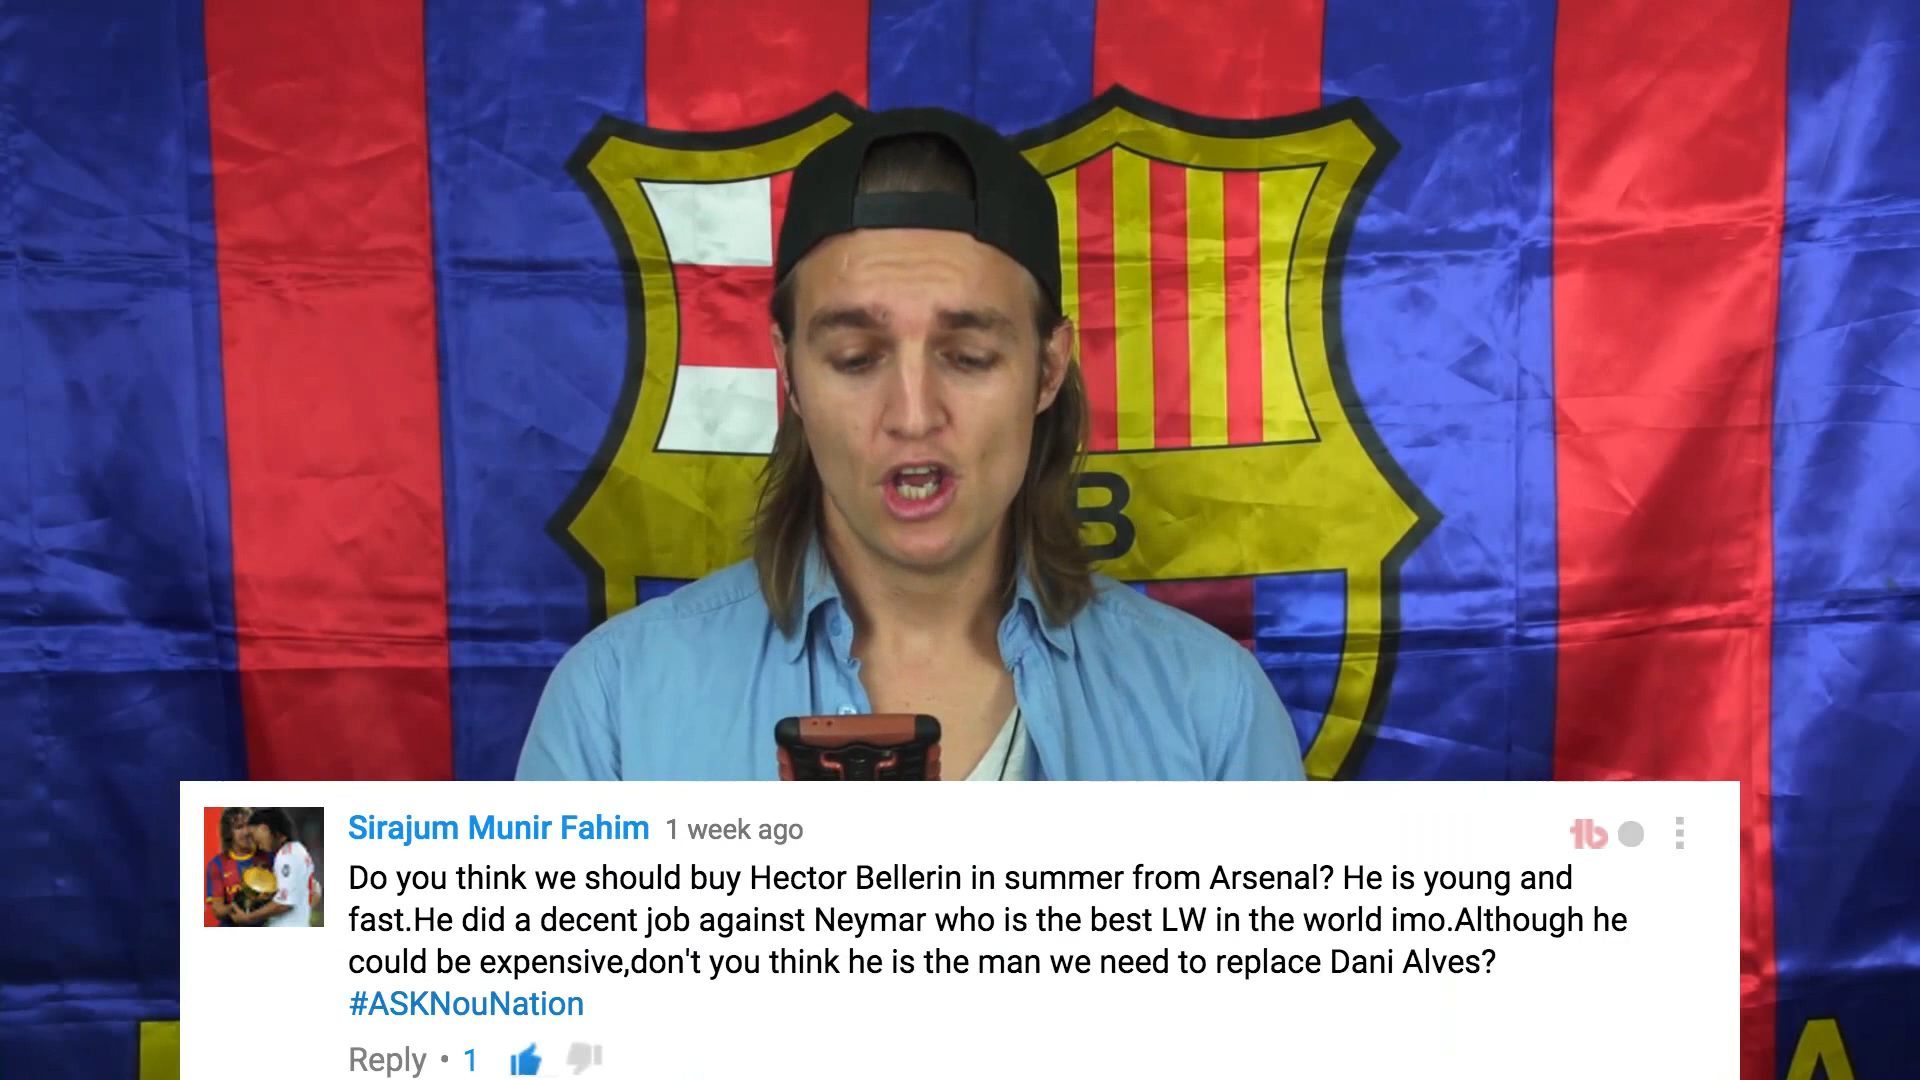 B
A
Sirajum Munir Fahim 1 week ago
tb
Do you think we should buy Hector Bellerin in summer from Arsenal? He is young and
fast.He did a decent job against Neymar who is the best LW in the world imo.Although he
could be expensive,don't you think he is the man we need to replace Dani Alves?
#ASKNouNation
Reply • 1